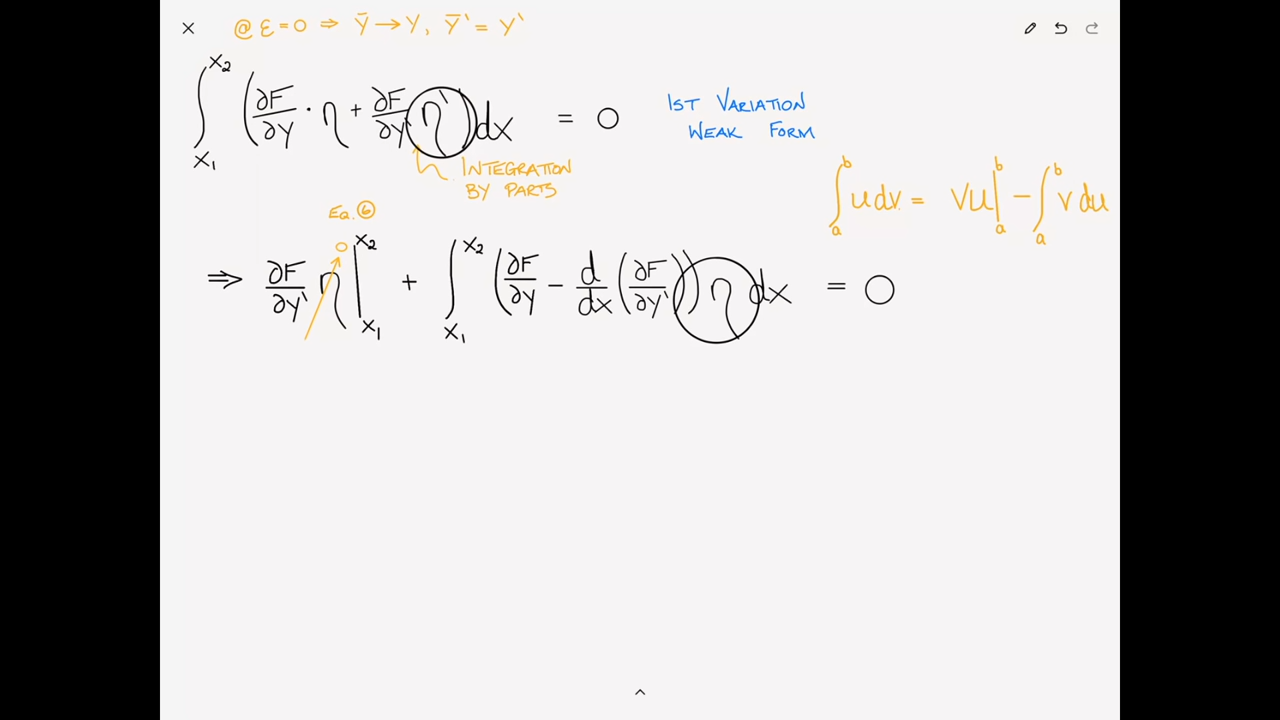 @ ε = 0 ⇒ Ȳ → Y, Ȳ' = Y'
∫_{x₁}^{x₂} (∂F/∂Y · η + ∂F/∂Y' η') dx = 0
1ST VARIATION
WEAK FORM
INTEGRATION
BY PARTS
∫_a^b u dv = vu |_a^b − ∫_a^b v du
Eq. ⑥
⇒ ∂F/∂Y' η |_{x₁}^{x₂} + ∫_{x₁}^{x₂} (∂F/∂Y − d/dx (∂F/∂Y')) η dx = 0
0